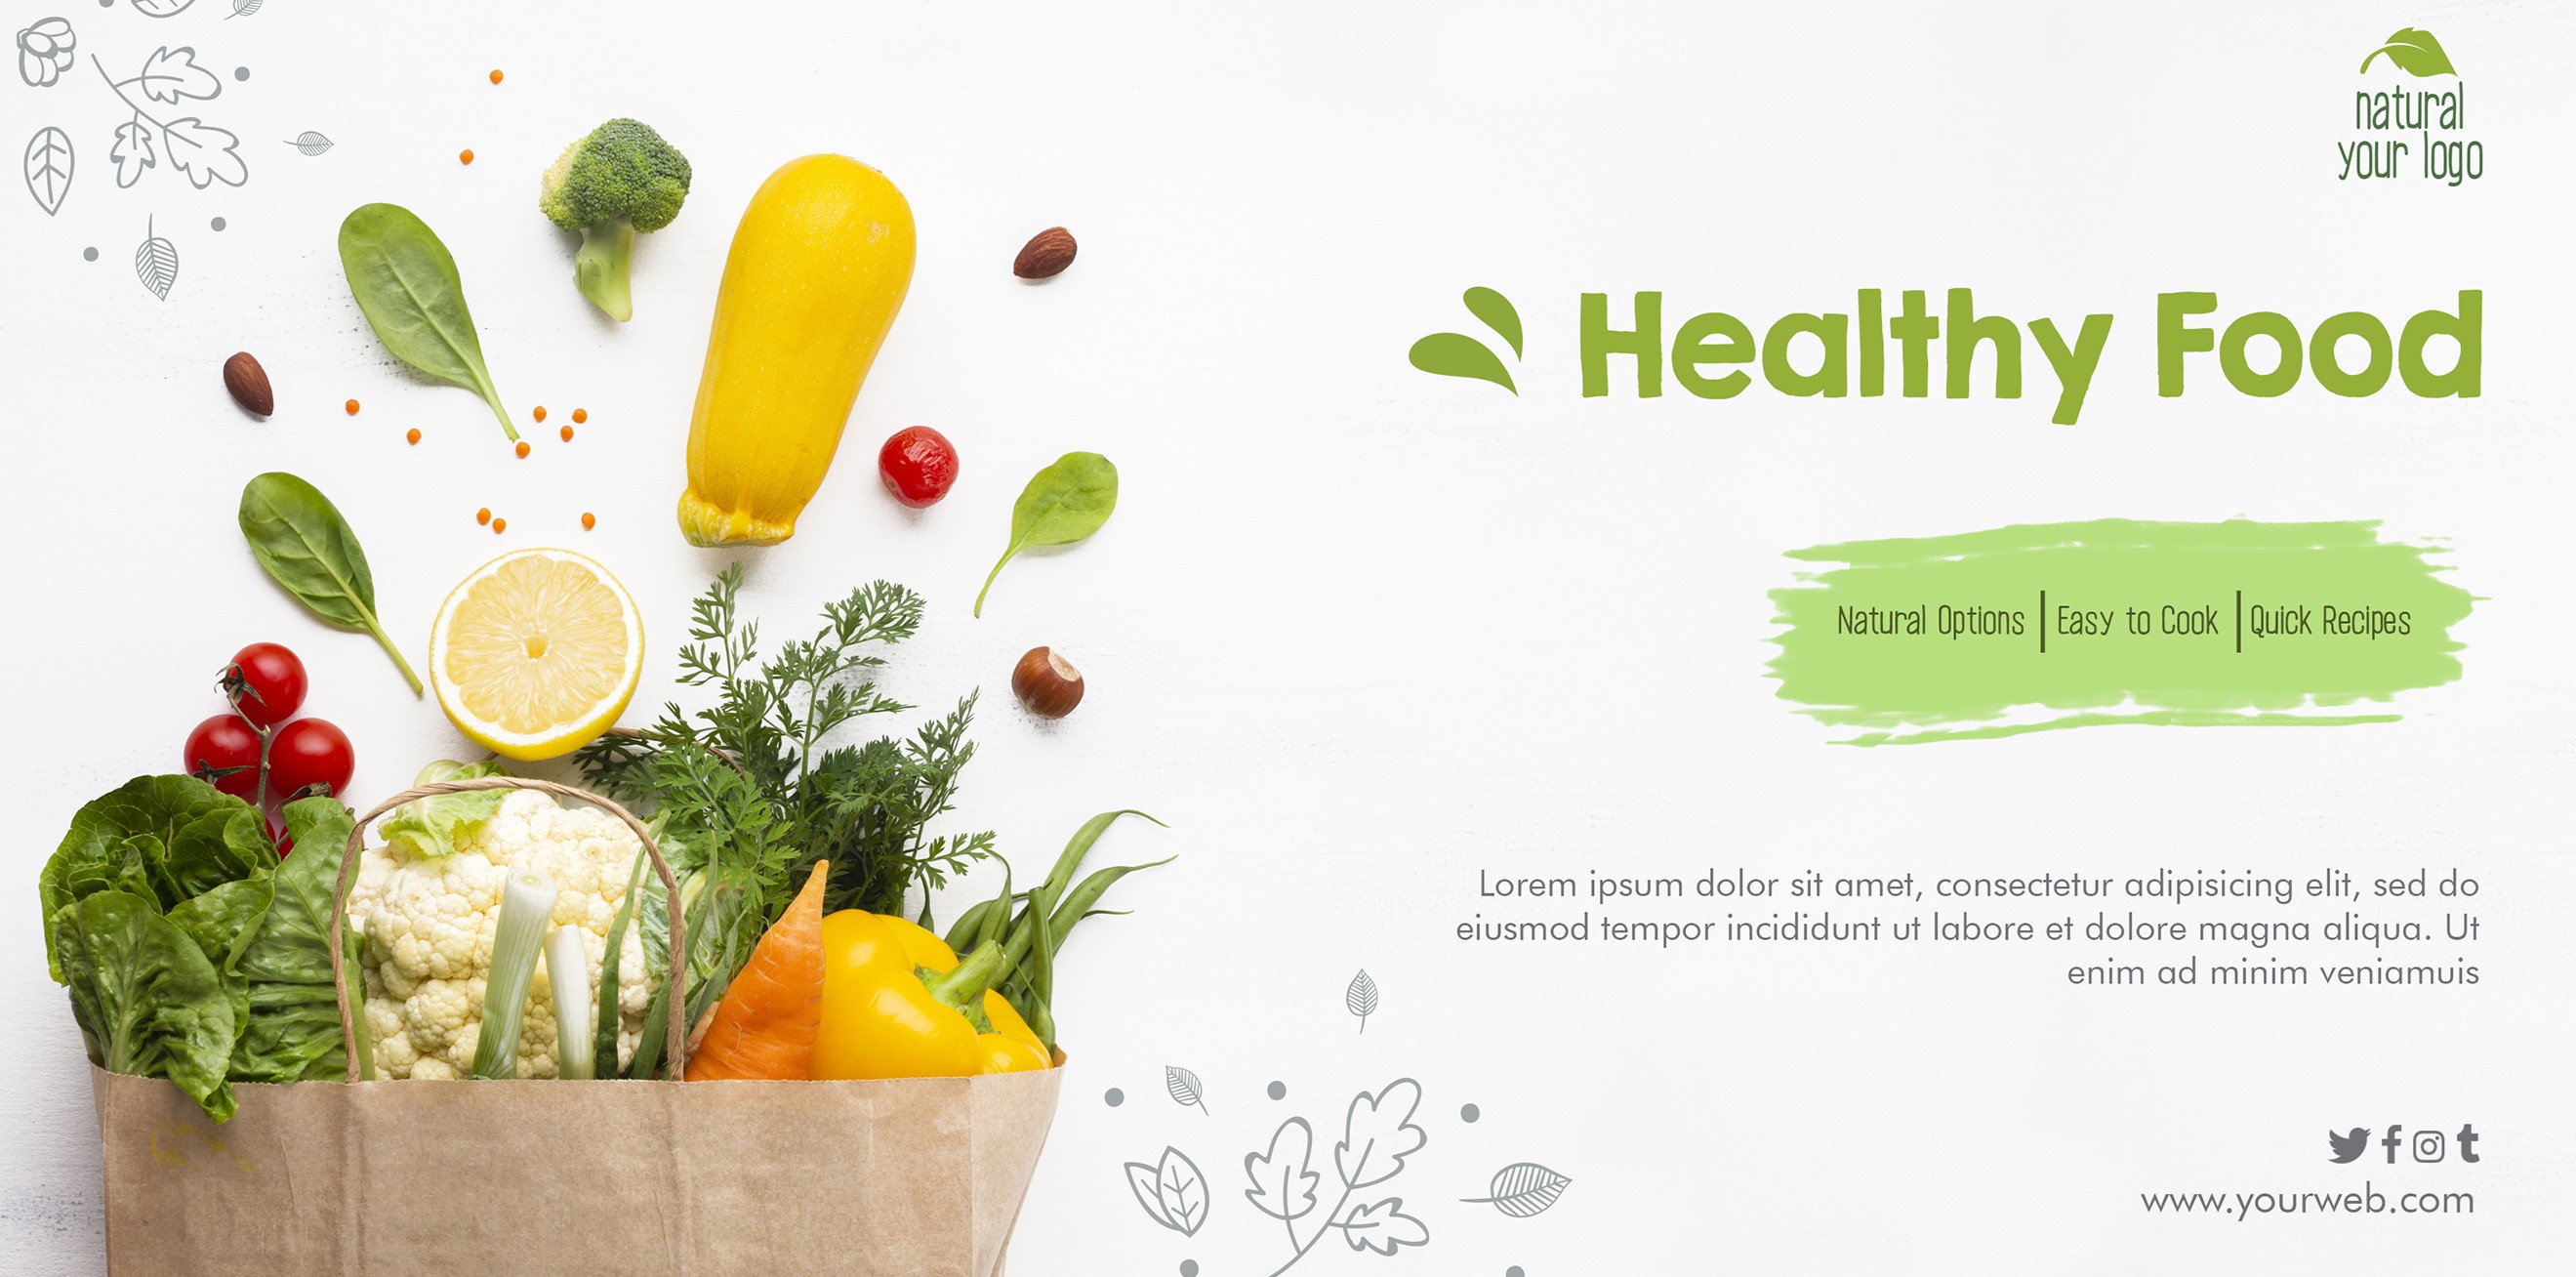 natural
your logo
Healthy Food
Natural Options | Easy to Cook | Quick Recipes
Lorem ipsum dolor sit amet, consectetur adipisicing elit, sed do
eiusmod tempor incididunt ut labore et dolore magna aliqua. Ut
enim ad minim veniamuis
www.yourweb.com